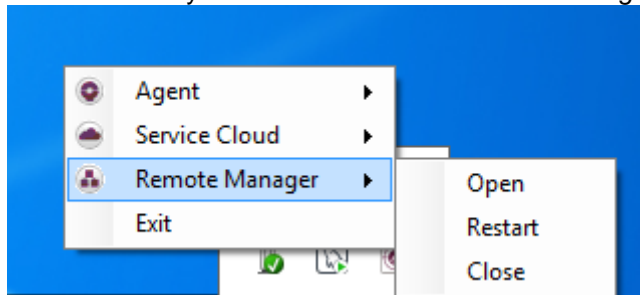 Agent
Service Cloud
Remote Manager
Exit
Open
Restart
Close